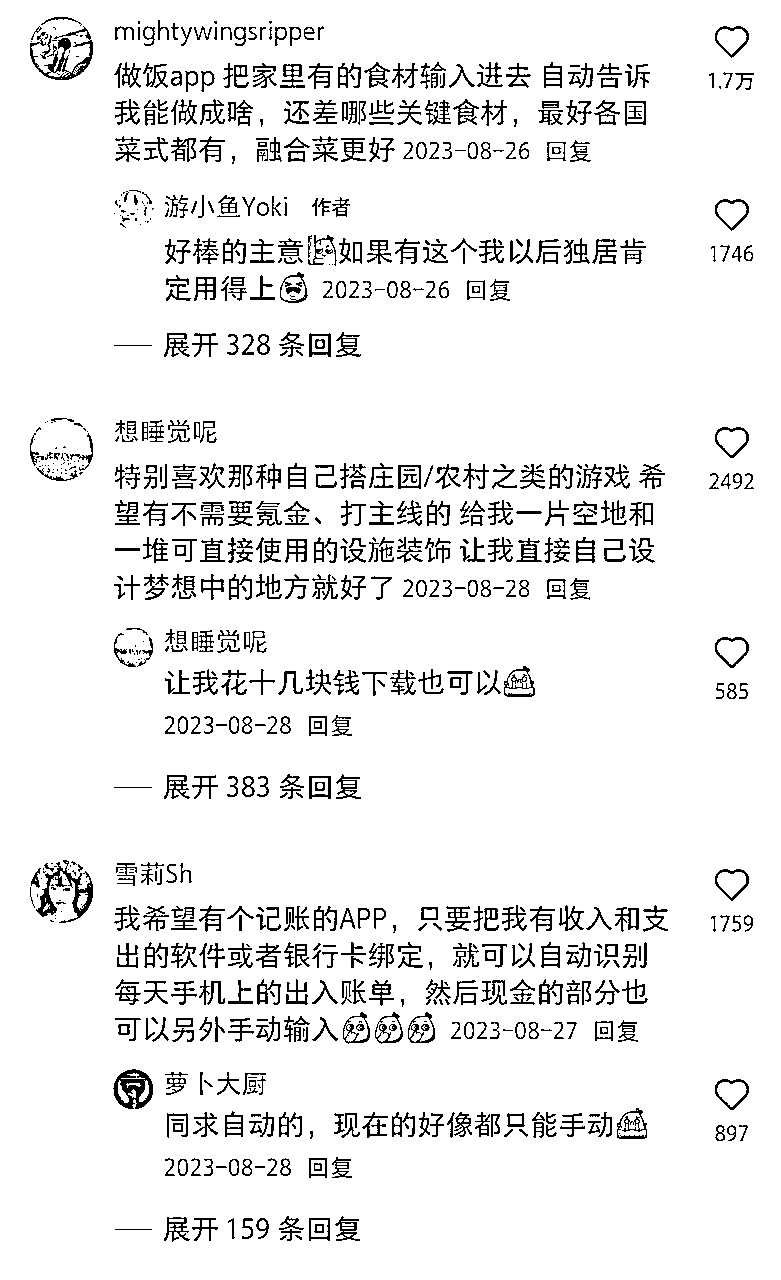 mightywingsripper
做饭app 把家里有的食材输入进去 自动告诉
我能做成啥，还差哪些关键食材，最好各国
菜式都有，融合菜更好 2023-08-26 回复
1.7万
游小鱼Yoki 作者
好棒的主意如果有这个我以后独居肯
定用得上 2023-08-26 回复
1746
展开 328 条回复
想睡觉呢
特别喜欢那种自己搭庄园/农村之类的游戏 希
望有不需要氪金、打主线的 给我一片空地和
一堆可直接使用的设施装饰 让我直接自己设
计梦想中的地方就好了 2023-08-28 回复
2492
想睡觉呢
让我花十几块钱下载也可以
2023-08-28 回复
585
展开 383 条回复
雪莉Sh
我希望有个记账的APP，只要把我有收入和支
出的软件或者银行卡绑定，就可以自动识别
每天手机上的出入账单，然后现金的部分也
可以另外手动输入 2023-08-27 回复
1759
萝卜大厨
同求自动的，现在的好像都只能手动
2023-08-28 回复
897
展开 159 条回复